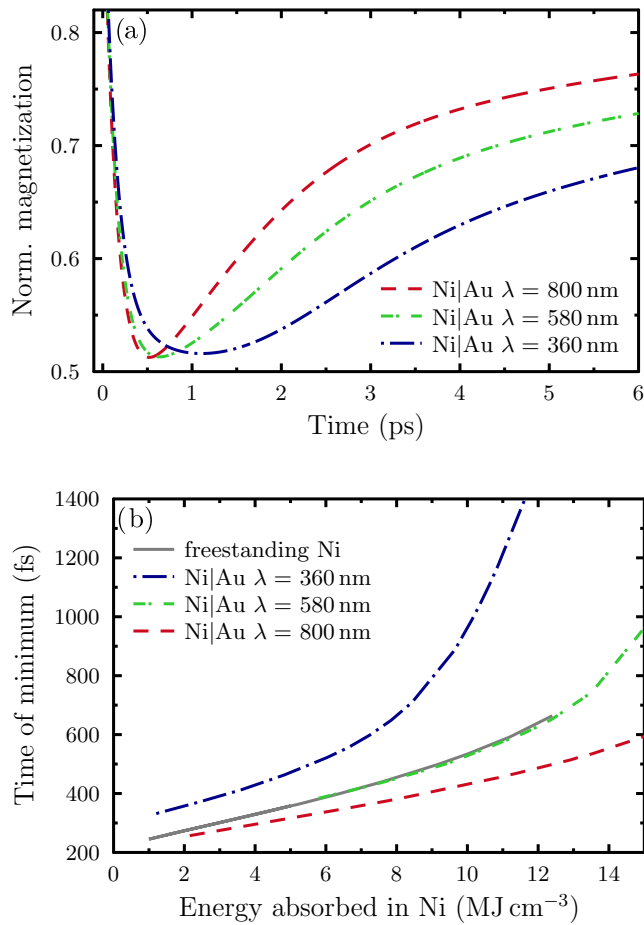 (a)
Norm. magnetization
0.8
0.7
0.6
0.5
Ni|Au λ = 800 nm
Ni|Au λ = 580 nm
Ni|Au λ = 360 nm
0 1 2 3 4 5 6
Time (ps)
(b)
Time of minimum (fs)
1400
1200
1000
800
600
400
200
freestanding Ni
Ni|Au λ = 360 nm
Ni|Au λ = 580 nm
Ni|Au λ = 800 nm
0 2 4 6 8 10 12 14
Energy absorbed in Ni (MJ cm⁻³)